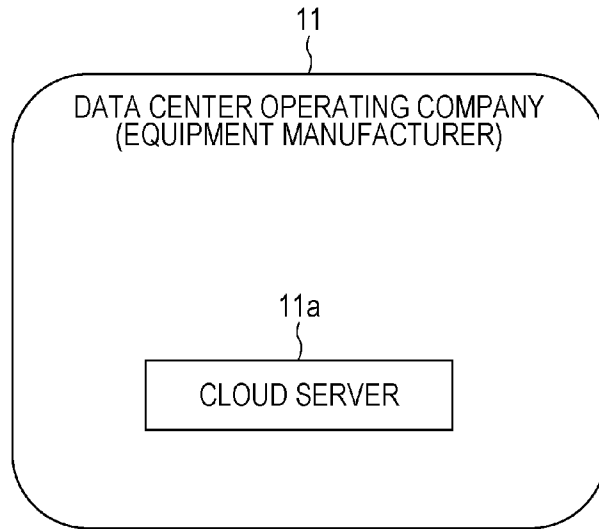 11
DATA CENTER OPERATING COMPANY
(EQUIPMENT MANUFACTURER)
11a
CLOUD SERVER